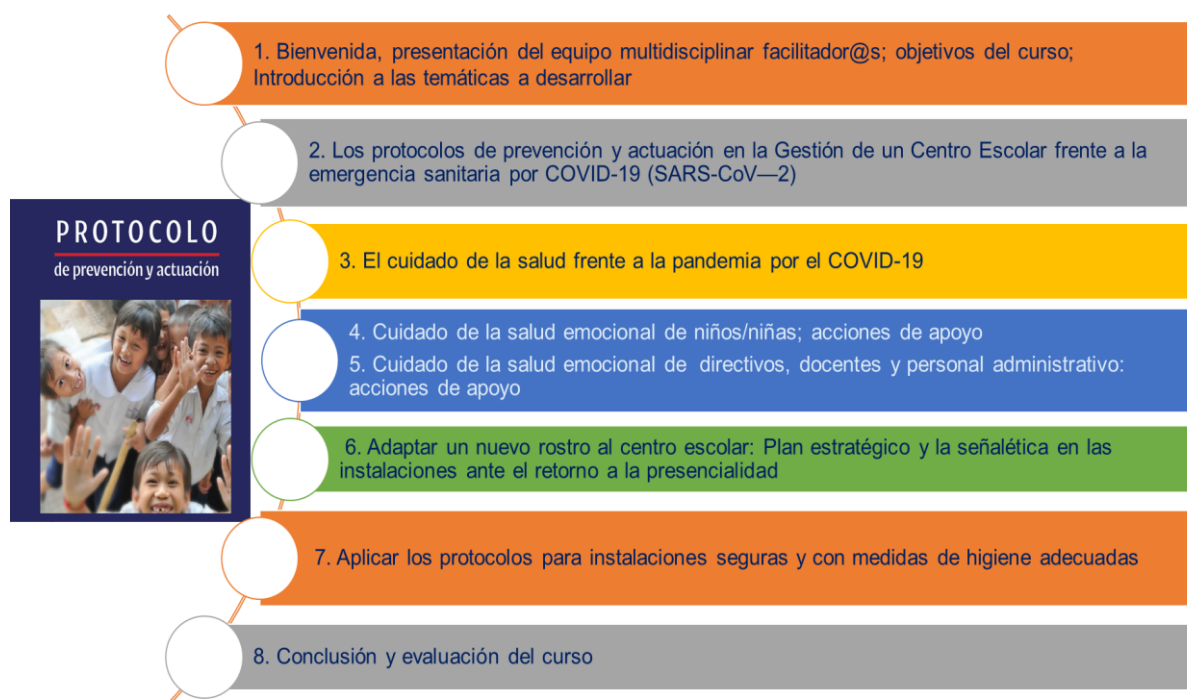 1. Bienvenida, presentación del equipo multidisciplinar facilitador@s; objetivos del curso;
Introducción a las temáticas a desarrollar
2. Los protocolos de prevención y actuación en la Gestión de un Centro Escolar frente a la
emergencia sanitaria por COVID-19 (SARS-CoV—2)
PROTOCOLO
de prevención y actuación
3. El cuidado de la salud frente a la pandemia por el COVID-19
4. Cuidado de la salud emocional de niños/niñas; acciones de apoyo
5. Cuidado de la salud emocional de directivos, docentes y personal administrativo:
acciones de apoyo
6. Adaptar un nuevo rostro al centro escolar: Plan estratégico y la señalética en las
instalaciones ante el retorno a la presencialidad
7. Aplicar los protocolos para instalaciones seguras y con medidas de higiene adecuadas
8. Conclusión y evaluación del curso